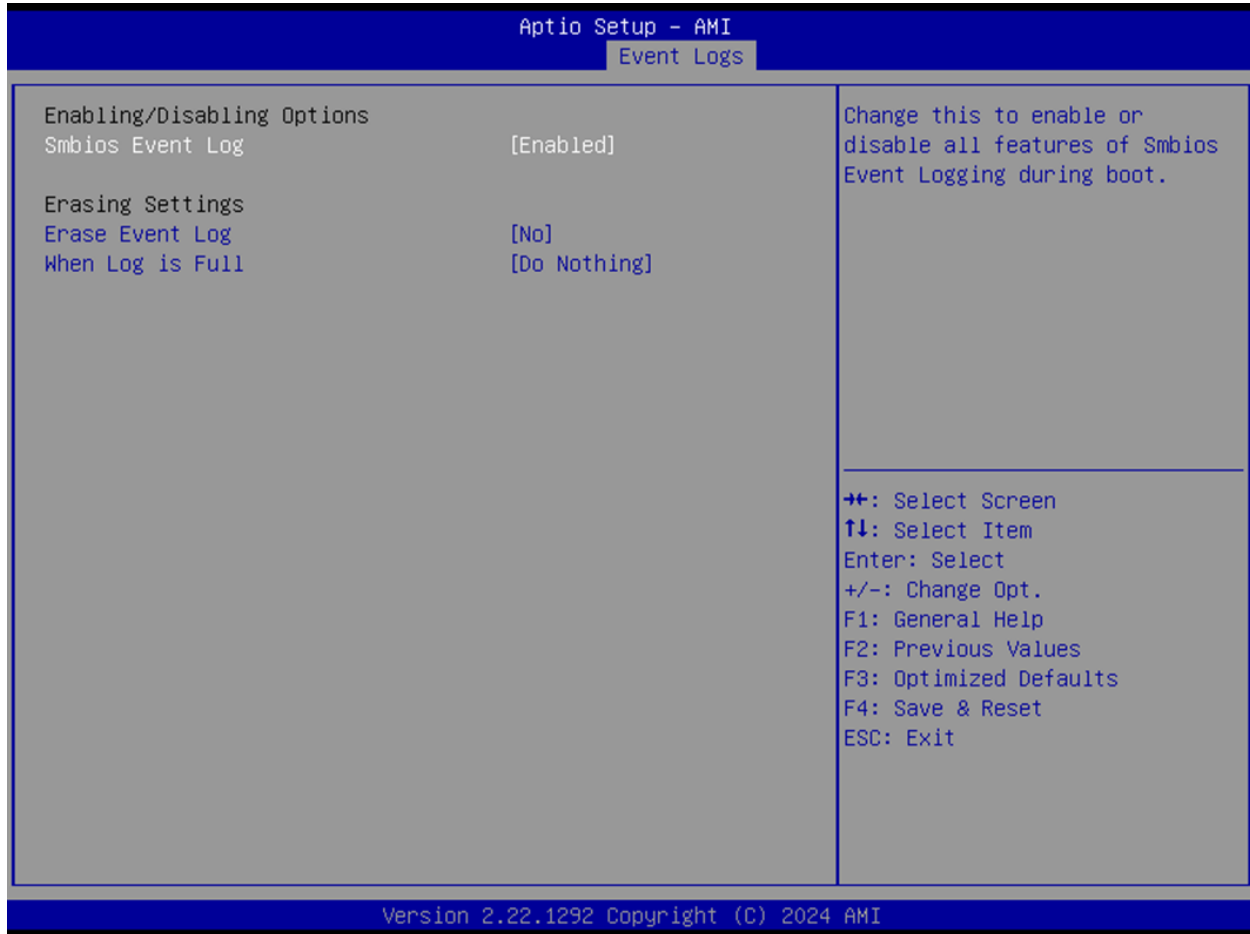 Aptio Setup – AMI
Event Logs
Enabling/Disabling Options
Smbios Event Log [Enabled]
Erasing Settings
Erase Event Log [No]
When Log is Full [Do Nothing]
Change this to enable or
disable all features of Smbios
Event Logging during boot.
→←: Select Screen
↑↓: Select Item
Enter: Select
+/-: Change Opt.
F1: General Help
F2: Previous Values
F3: Optimized Defaults
F4: Save & Reset
ESC: Exit
Version 2.22.1292 Copyright (C) 2024 AMI